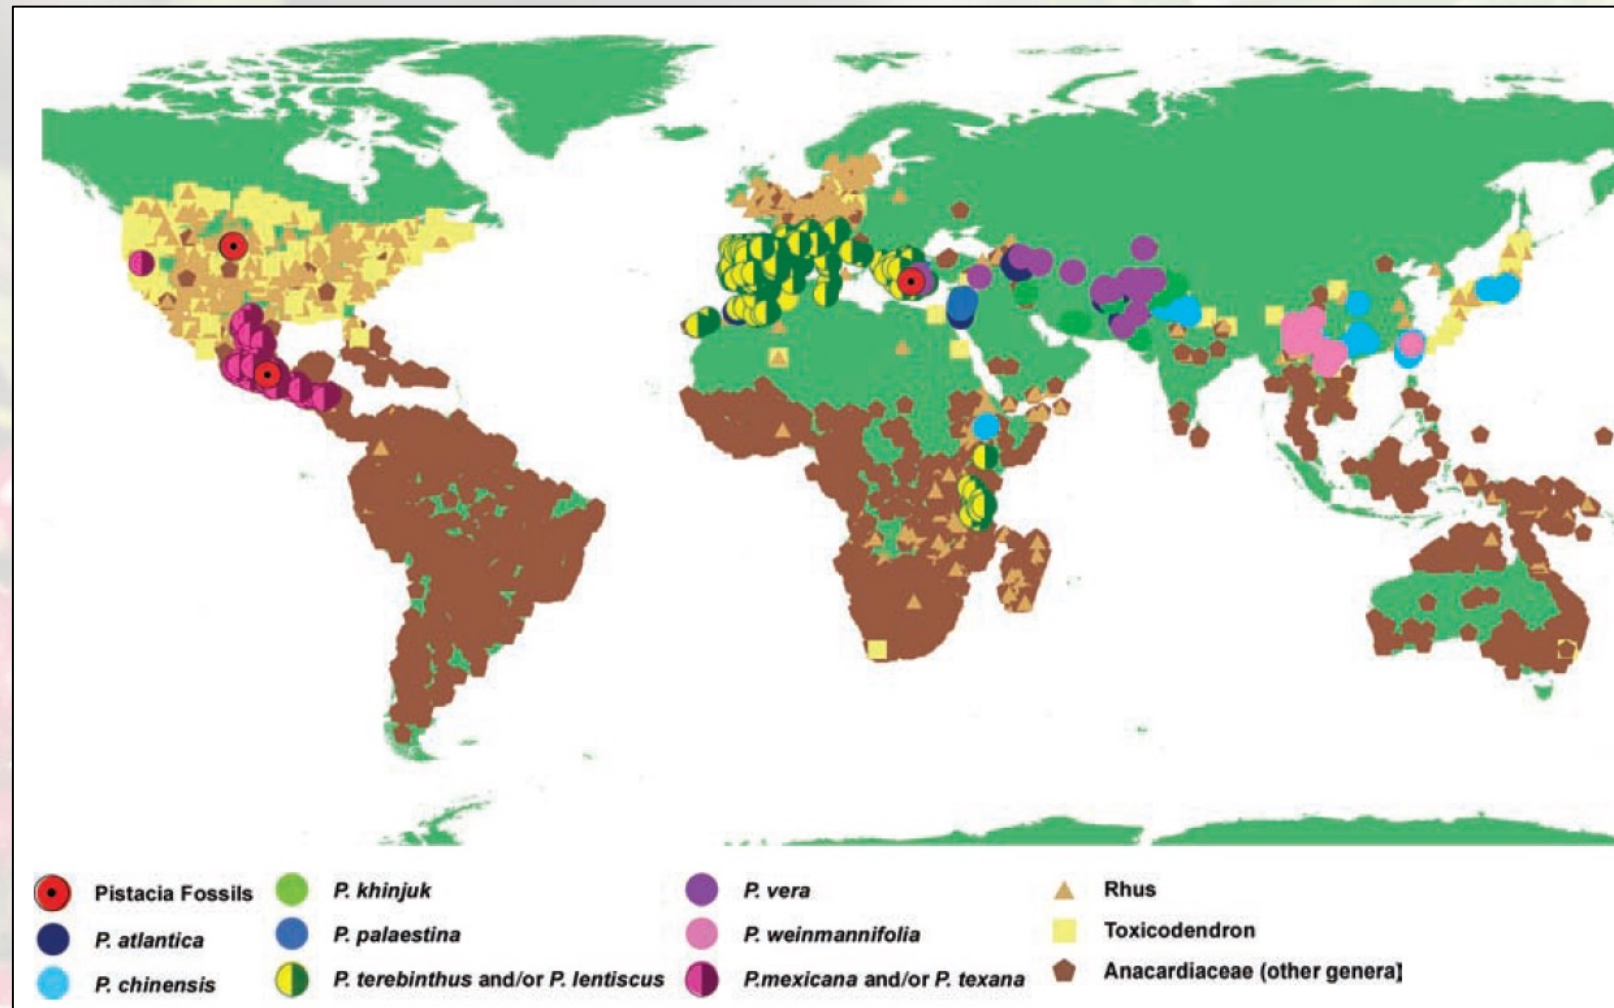 Pistacia Fossils
P. atlantica
P. chinensis
P. khinjuk
P. palaestina
P. terebinthus and/or P. lentiscus
P. vera
P. weinmannifolia
P.mexicana and/or P. texana
Rhus
Toxicodendron
Anacardiaceae (other genera)